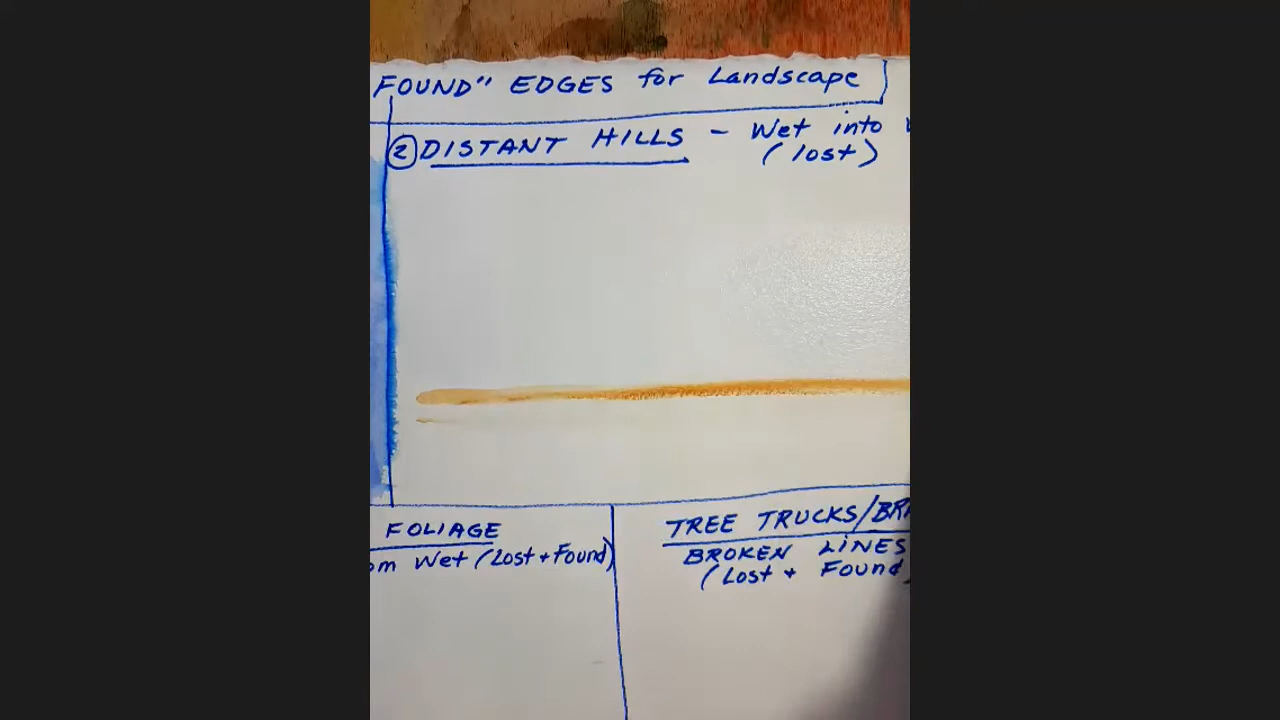 FOUND" EDGES for Landscape
② DISTANT HILLS - Wet into
(lost)
FOLIAGE
Wet (Lost + Found)
TREE TRUCKS/
BROKEN LINES
(Lost + Found